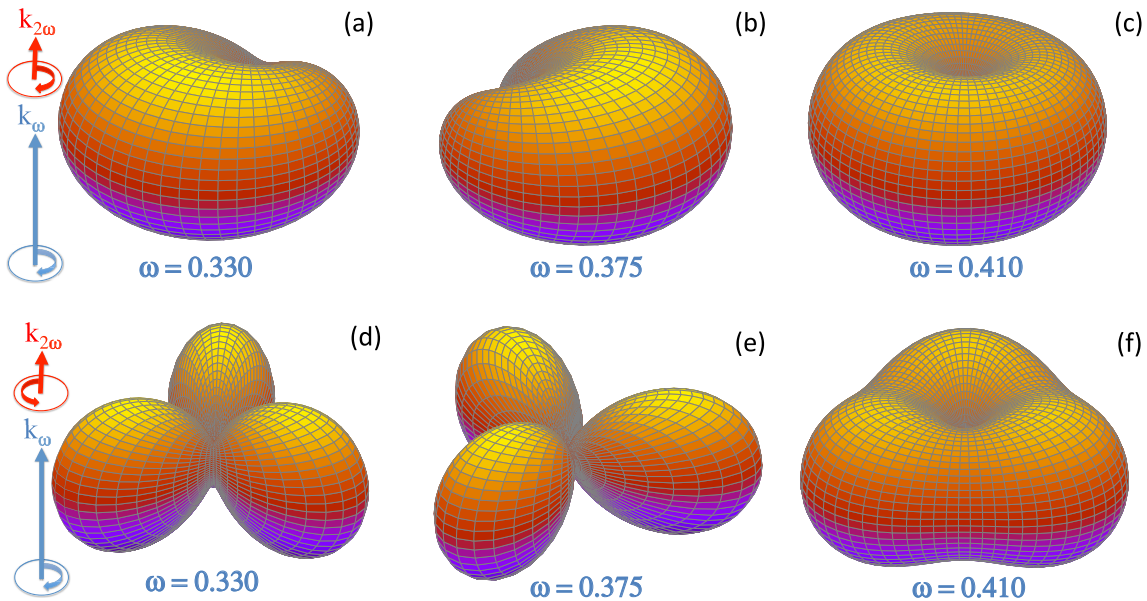 (a)
(b)
(c)
k2ω
kω
ω = 0.330
ω = 0.375
ω = 0.410
(d)
(e)
(f)
k2ω
kω
ω = 0.330
ω = 0.375
ω = 0.410